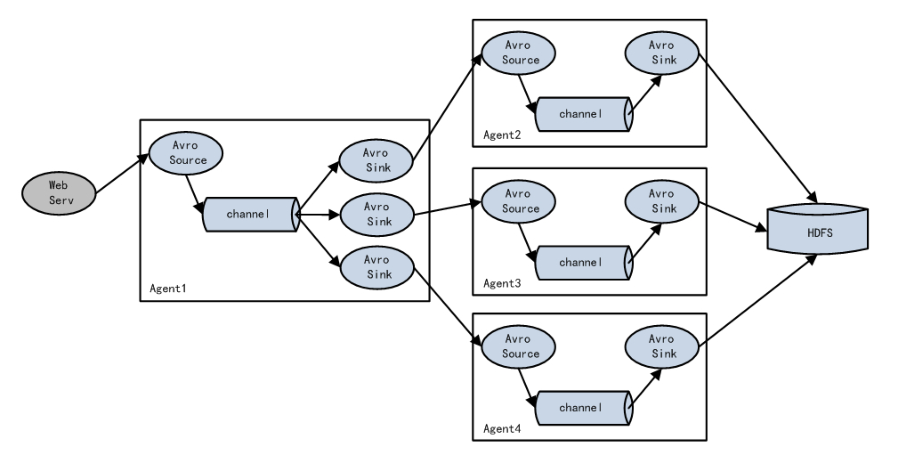 Web
Serv
Avro
Source
channel
Avro
Sink
Avro
Sink
Avro
Sink
Agent1
Avro
Source
channel
Avro
Sink
Agent2
Avro
Source
channel
Avro
Sink
Agent3
Avro
Source
channel
Avro
Sink
Agent4
HDFS